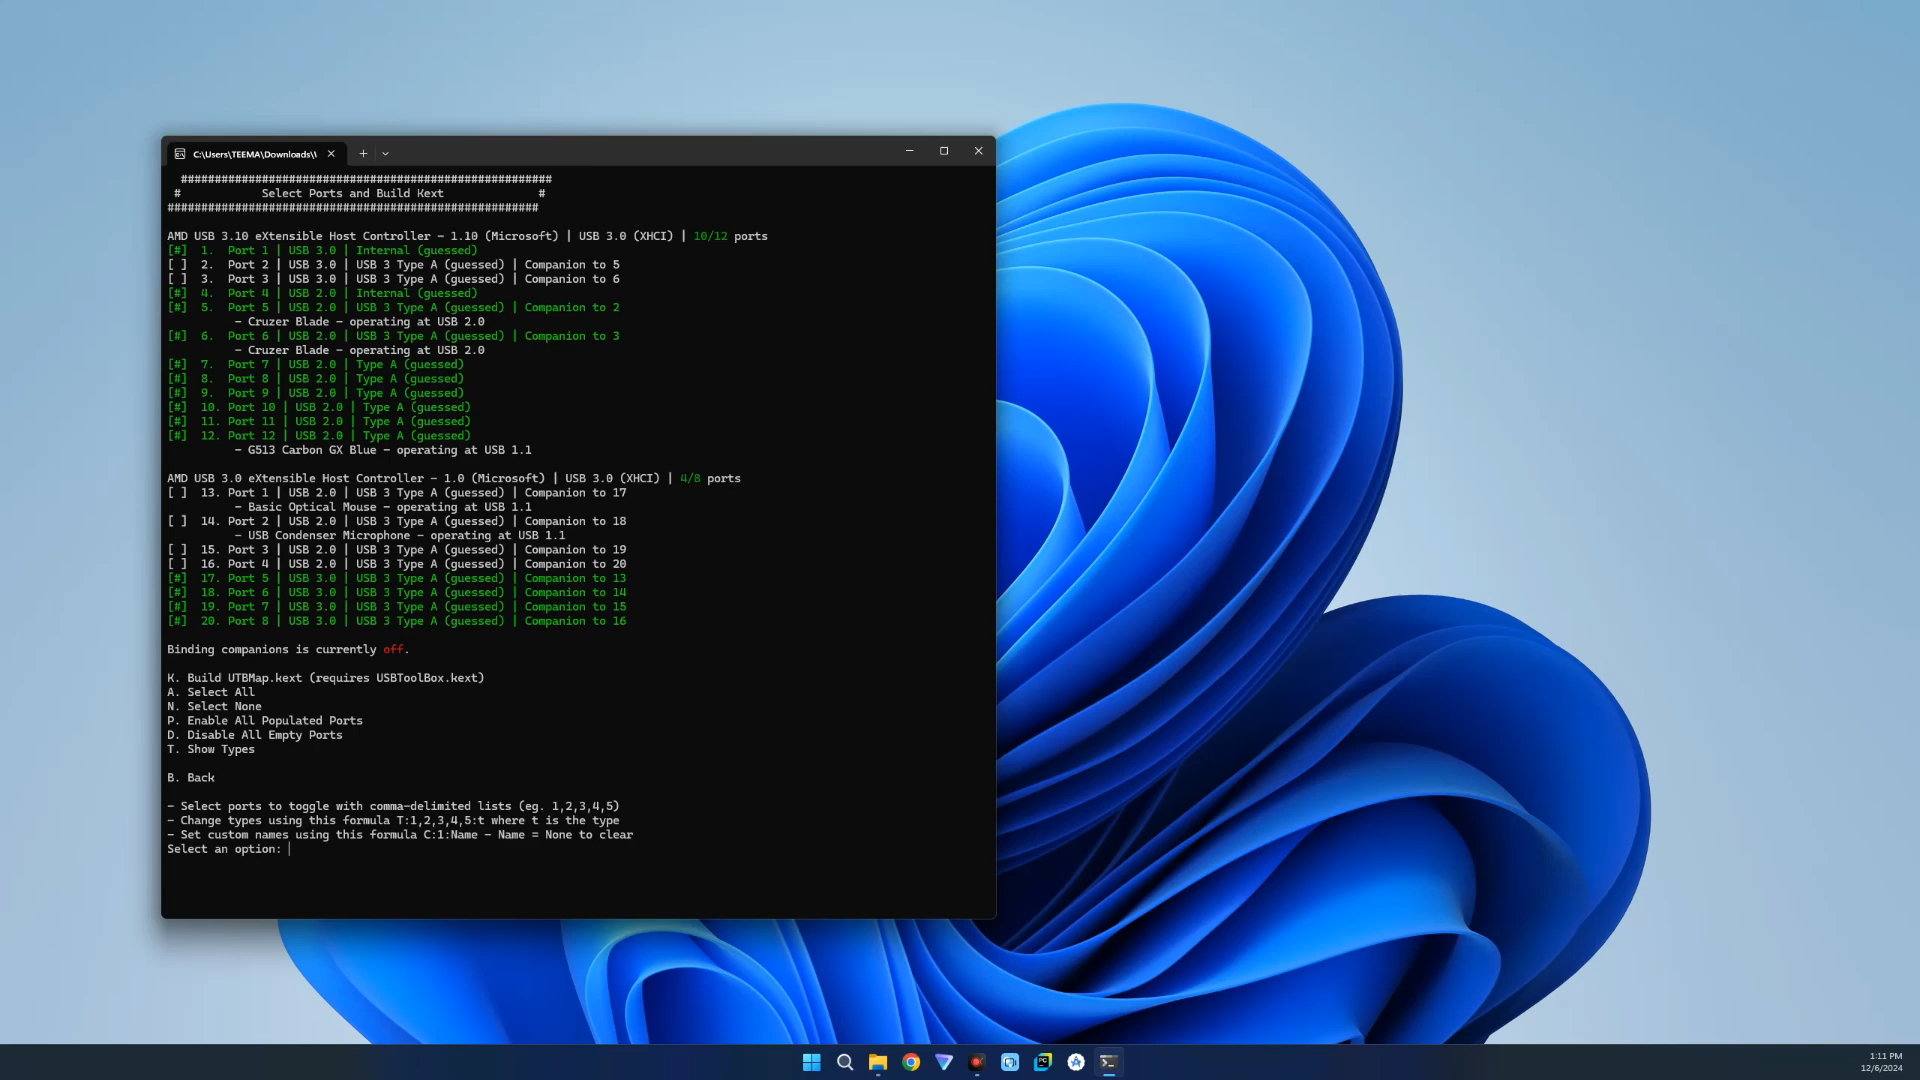 C:\Users\TEEMA\Downloads\\
########################################################
# Select Ports and Build Kext #
########################################################
AMD USB 3.10 eXtensible Host Controller - 1.10 (Microsoft) | USB 3.0 (XHCI) | 10/12 ports
[#] 1. Port 1 | USB 3.0 | Internal (guessed)
[ ] 2. Port 2 | USB 3.0 | USB 3 Type A (guessed) | Companion to 5
[ ] 3. Port 3 | USB 3.0 | USB 3 Type A (guessed) | Companion to 6
[#] 4. Port 4 | USB 2.0 | Internal (guessed)
[#] 5. Port 5 | USB 2.0 | USB 3 Type A (guessed) | Companion to 2
- Cruzer Blade - operating at USB 2.0
[#] 6. Port 6 | USB 2.0 | USB 3 Type A (guessed) | Companion to 3
- Cruzer Blade - operating at USB 2.0
[#] 7. Port 7 | USB 2.0 | Type A (guessed)
[#] 8. Port 8 | USB 2.0 | Type A (guessed)
[#] 9. Port 9 | USB 2.0 | Type A (guessed)
[#] 10. Port 10 | USB 2.0 | Type A (guessed)
[#] 11. Port 11 | USB 2.0 | Type A (guessed)
[#] 12. Port 12 | USB 2.0 | Type A (guessed)
- G513 Carbon GX Blue - operating at USB 1.1
AMD USB 3.0 eXtensible Host Controller - 1.0 (Microsoft) | USB 3.0 (XHCI) | 4/8 ports
[ ] 13. Port 1 | USB 2.0 | USB 3 Type A (guessed) | Companion to 17
- Basic Optical Mouse - operating at USB 1.1
[ ] 14. Port 2 | USB 2.0 | USB 3 Type A (guessed) | Companion to 18
- USB Condenser Microphone - operating at USB 1.1
[ ] 15. Port 3 | USB 2.0 | USB 3 Type A (guessed) | Companion to 19
[ ] 16. Port 4 | USB 2.0 | USB 3 Type A (guessed) | Companion to 20
[#] 17. Port 5 | USB 3.0 | USB 3 Type A (guessed) | Companion to 13
[#] 18. Port 6 | USB 3.0 | USB 3 Type A (guessed) | Companion to 14
[#] 19. Port 7 | USB 3.0 | USB 3 Type A (guessed) | Companion to 15
[#] 20. Port 8 | USB 3.0 | USB 3 Type A (guessed) | Companion to 16
Binding companions is currently off.
K. Build UTBMap.kext (requires USBToolBox.kext)
A. Select All
N. Select None
P. Enable All Populated Ports
D. Disable All Empty Ports
T. Show Types
B. Back
- Select ports to toggle with comma-delimited lists (eg. 1,2,3,4,5)
- Change types using this formula T:1,2,3,4,5:t where t is the type
- Set custom names using this formula C:1:Name - Name = None to clear
Select an option:
PC
1:11 PM
12/6/2024